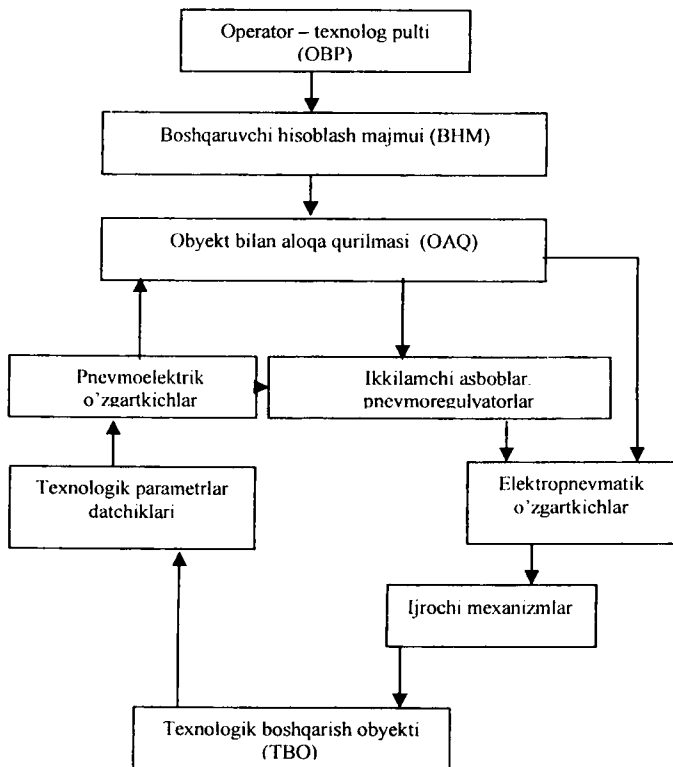 Operator – texnolog pulti
(OBP)
Boshqaruvchi hisoblash majmui (BHM)
Obyekt bilan aloqa qurilmasi (OAQ)
Pnevmoelektrik
o'zgartkichlar
Ikkilamchi asboblar.
pnevmoregulvatorlar
Texnologik parametrlar
datchiklari
Elektropnevmatik
o'zgartkichlar
Ijrochi mexanizmlar
Texnologik boshqarish obyekti
(TBO)